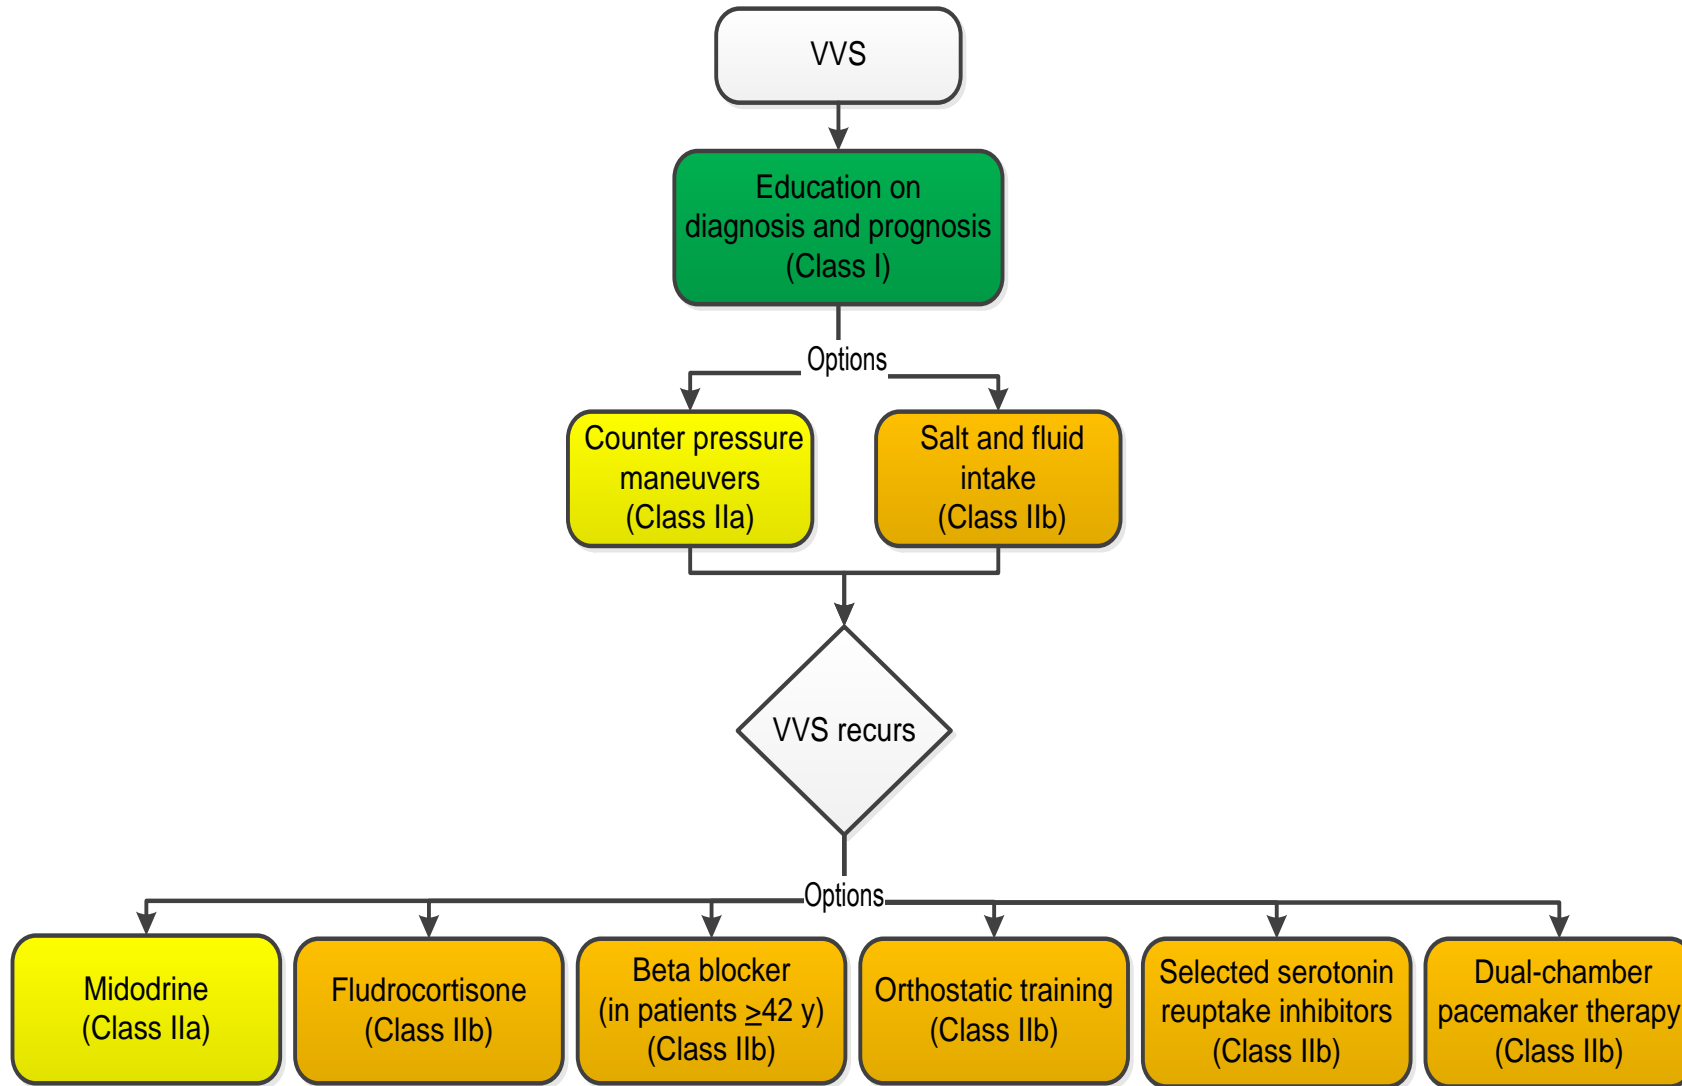 VVS
Education on
diagnosis and prognosis
(Class I)
Options
Counter pressure
maneuvers
(Class IIa)
Salt and fluid
intake
(Class IIb)
VVS recurs
Options
Midodrine
(Class IIa)
Fludrocortisone
(Class IIb)
Beta blocker
(in patients ≥42 y)
(Class IIb)
Orthostatic training
(Class IIb)
Selected serotonin
reuptake inhibitors
(Class IIb)
Dual-chamber
pacemaker therapy
(Class IIb)